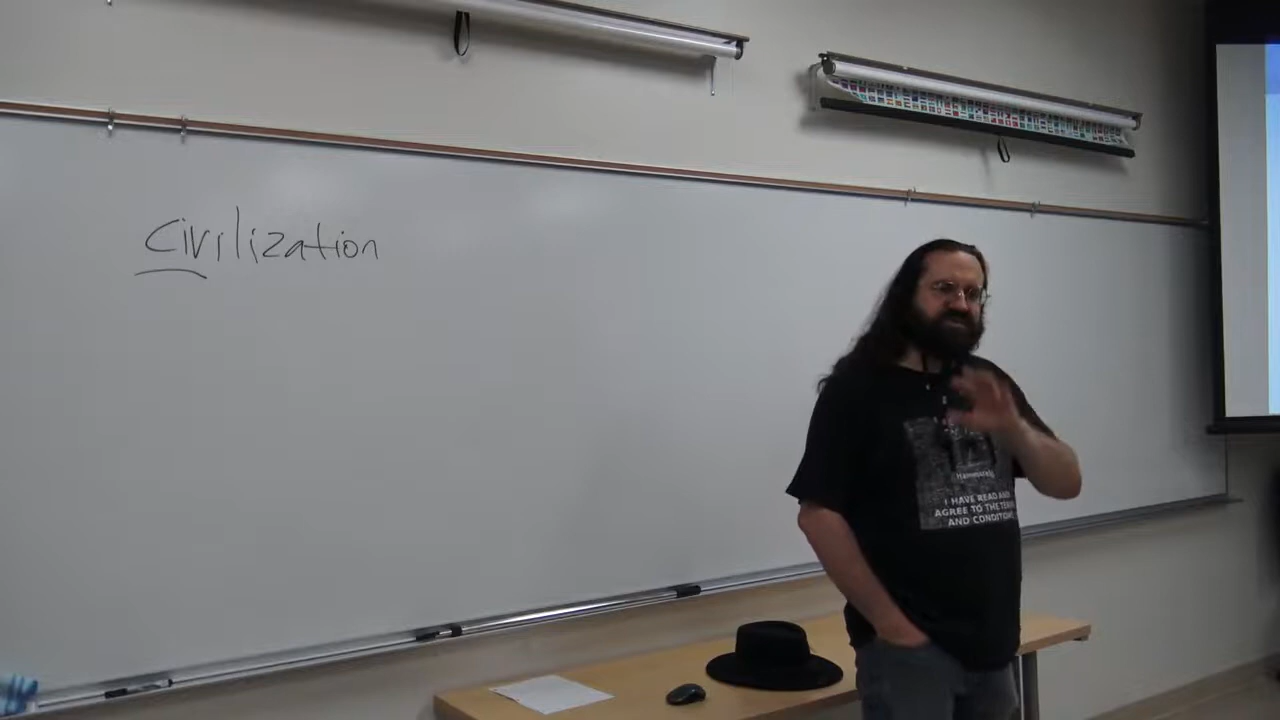 Civilization
I HAVE READ AND
AGREE TO THE TERMS
AND CONDITIONS